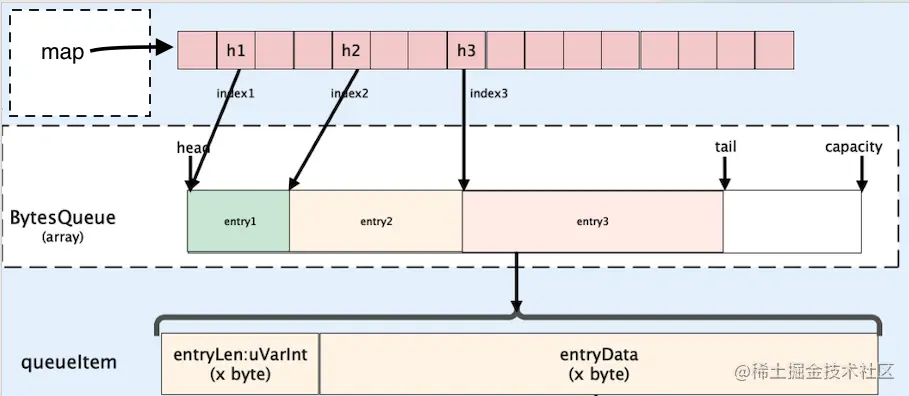 map
h1
h2
h3
index1
index2
index3
head
tail
capacity
BytesQueue
(array)
entry1
entry2
entry3
queueItem
entryLen:uVarInt
(x byte)
entryData
(x byte)
@稀土掘金技术社区